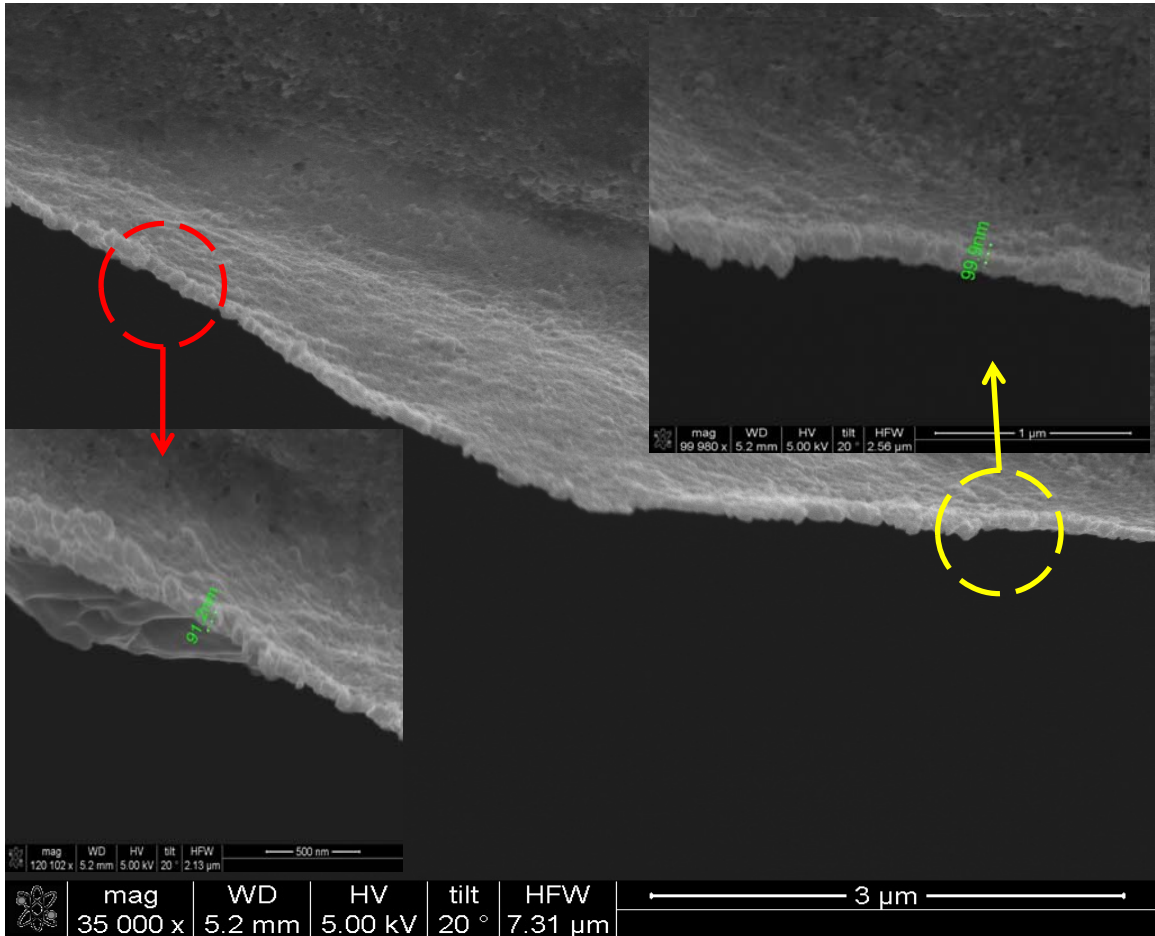 99.9nm
mag WD HV tilt HFW 1 µm
99 980 x 5.2 mm 5.00 kV 20 ° 2.56 µm
91.2nm
mag WD HV tilt HFW 500 nm
120 102 x 5.2 mm 5.00 kV 20 ° 2.13 µm
mag WD HV tilt HFW 3 µm
35 000 x 5.2 mm 5.00 kV 20 ° 7.31 µm